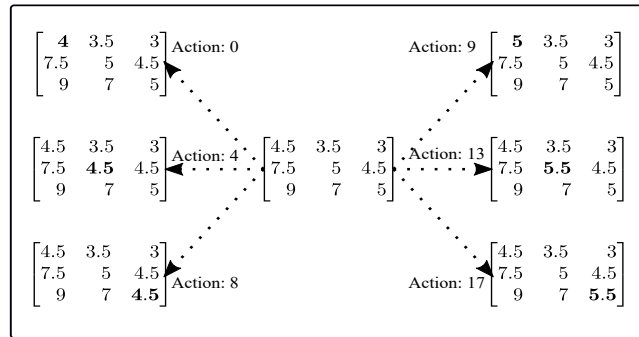 4 3.5 3
7.5 5 4.5
9 7 5
Action: 0
Action: 9
5 3.5 3
7.5 5 4.5
9 7 5
4.5 3.5 3
7.5 4.5 4.5
9 7 5
Action: 4
4.5 3.5 3
7.5 5 4.5
9 7 5
Action: 13
4.5 3.5 3
7.5 5.5 4.5
9 7 5
4.5 3.5 3
7.5 5 4.5
9 7 4.5
Action: 8
Action: 17
4.5 3.5 3
7.5 5 4.5
9 7 5.5